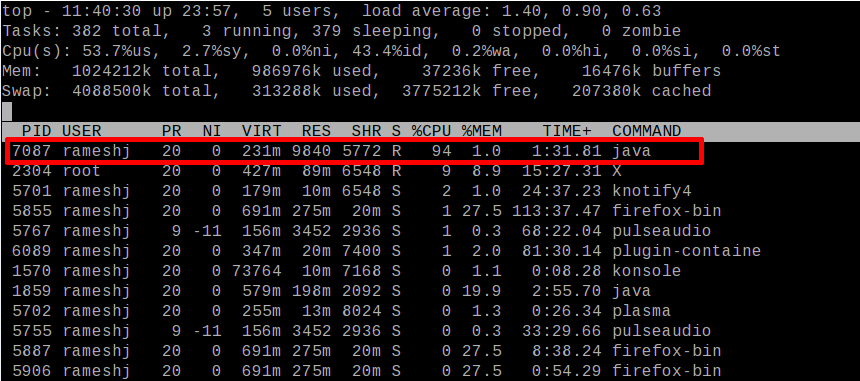 top - 11:40:30 up 23:57,  5 users,  load average: 1.40, 0.90, 0.63
Tasks: 382 total,   3 running, 379 sleeping,   0 stopped,   0 zombie
Cpu(s): 53.7%us,  2.7%sy,  0.0%ni, 43.4%id,  0.2%wa,  0.0%hi,  0.0%si,  0.0%st
Mem:   1024212k total,   986976k used,    37236k free,    16476k buffers
Swap:  4088500k total,   313288k used,  3775212k free,   207380k cached
PID USER      PR  NI  VIRT  RES  SHR S %CPU %MEM    TIME+  COMMAND
7087 rameshj   20   0  231m 9840 5772 R   94  1.0   1:31.81 java
2304 root      20   0  427m  89m 6548 R    9  8.9  15:27.31 X
5701 rameshj   20   0  179m  10m 6548 S    2  1.0  24:37.23 knotify4
5855 rameshj   20   0  691m 275m  20m S    1 27.5 113:37.47 firefox-bin
5767 rameshj    9 -11  156m 3452 2936 S    1  0.3  68:22.04 pulseaudio
6089 rameshj   20   0  347m  20m 7400 S    1  2.0  81:30.14 plugin-containe
1570 rameshj   20   0 73764  10m 7168 S    0  1.1   0:08.28 konsole
1859 rameshj   20   0  579m 198m 2092 S    0 19.9   2:55.70 java
5702 rameshj   20   0  255m  13m 8024 S    0  1.3   0:26.34 plasma
5755 rameshj    9 -11  156m 3452 2936 S    0  0.3  33:29.66 pulseaudio
5887 rameshj   20   0  691m 275m  20m S    0 27.5   8:38.24 firefox-bin
5906 rameshj   20   0  691m 275m  20m S    0 27.5   0:54.29 firefox-bin